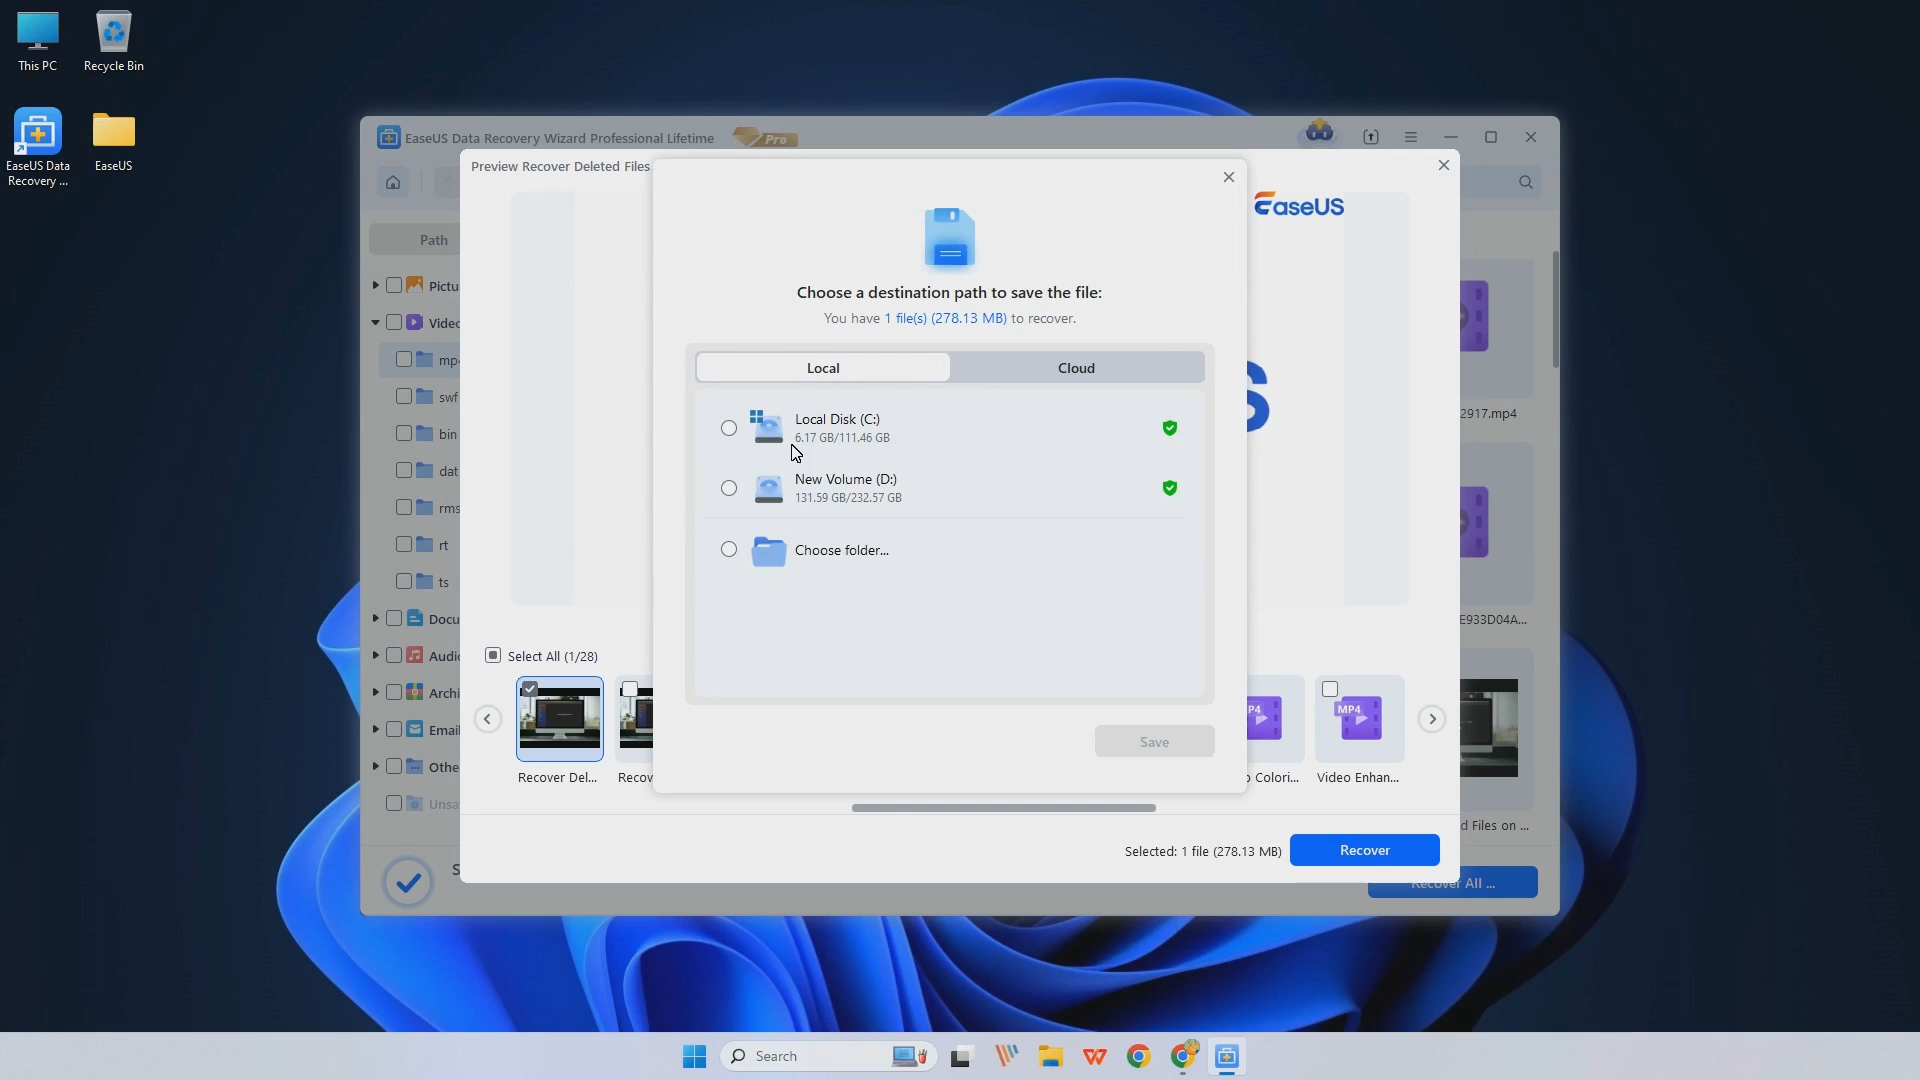 This PC
Recycle Bin
EaseUS Data
Recovery ...
EaseUS
EaseUS Data Recovery Wizard Professional Lifetime
Pro
Preview Recover Deleted Files
EaseUS
Path
Pictu
Video
mp4
swf
bin
dat
rms
rt
ts
Docu
Audio
Archi
Email
Othe
Unsa
Choose a destination path to save the file:
You have 1 file(s) (278.13 MB) to recover.
Local
Cloud
Local Disk (C:)
6.17 GB/111.46 GB
New Volume (D:)
131.59 GB/232.57 GB
Choose folder...
Save
2917.mp4
E933D04A...
d Files on ...
Select All (1/28)
Recover Del...
Recov
P4
o Colori...
MP4
Video Enhan...
Selected: 1 file (278.13 MB)
Recover
S
Recover All ...
Search